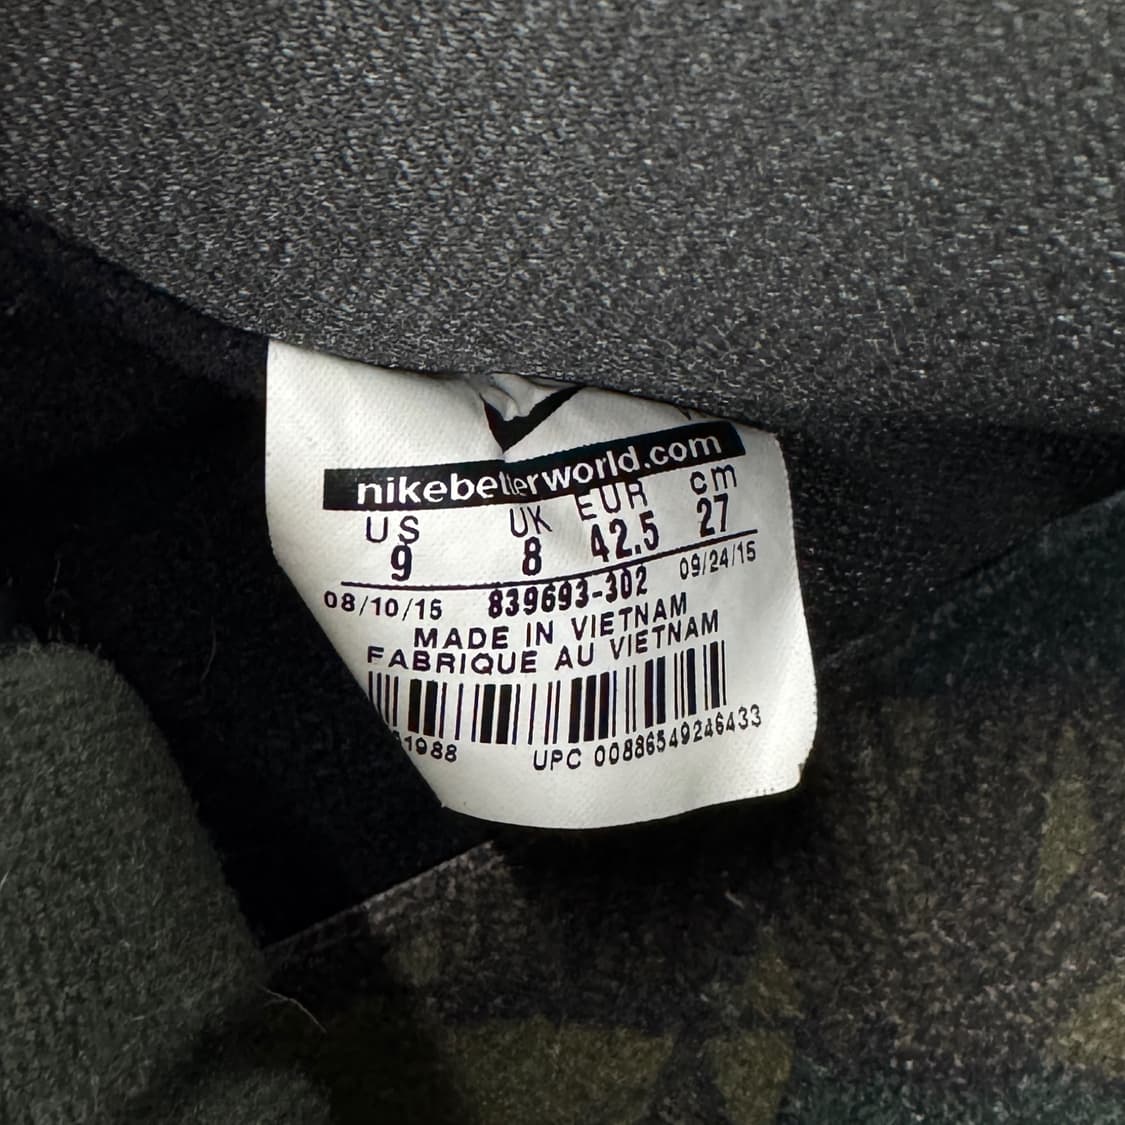 nikebetterworld.com
US UK EUR cm
9 8 42.5 27
08/10/15 839693-302 09/24/15
MADE IN VIETNAM
FABRIQUE AU VIETNAM
1988 UPC 00886549246433